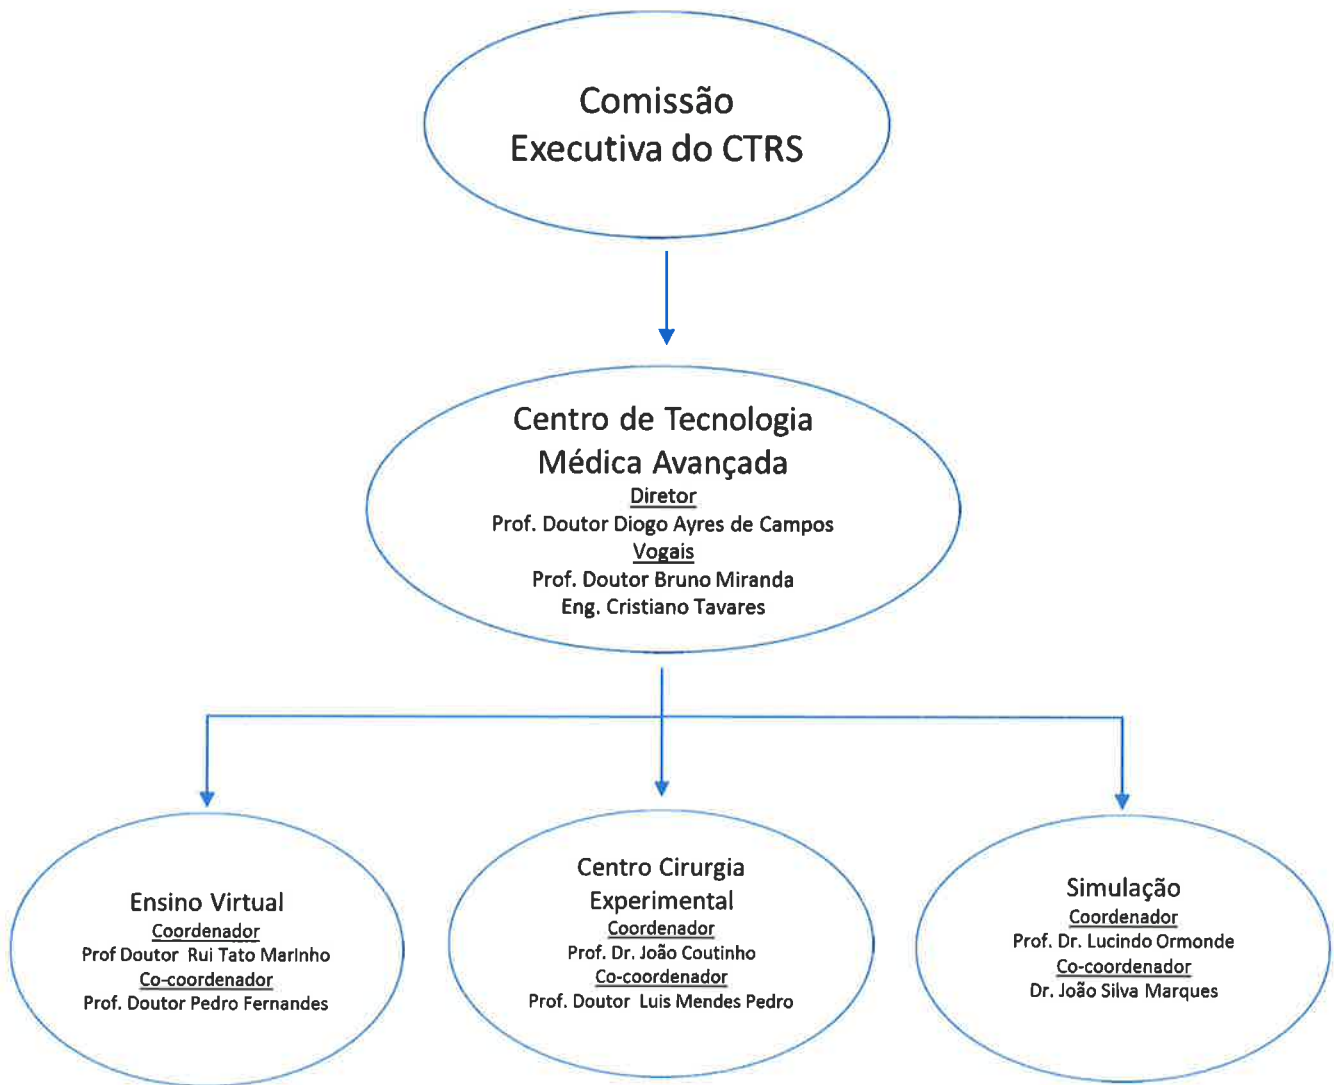 Comissão
Executiva do CTRS
Centro de Tecnologia
Médica Avançada
Diretor
Prof. Doutor Diogo Ayres de Campos
Vogais
Prof. Doutor Bruno Miranda
Eng. Cristiano Tavares
Ensino Virtual
Coordenador
Prof Doutor Rui Tato Marinho
Co-coordenador
Prof. Doutor Pedro Fernandes
Centro Cirurgia
Experimental
Coordenador
Prof. Dr. João Coutinho
Co-coordenador
Prof. Doutor Luis Mendes Pedro
Simulação
Coordenador
Prof. Dr. Lucindo Ormonde
Co-coordenador
Dr. João Silva Marques